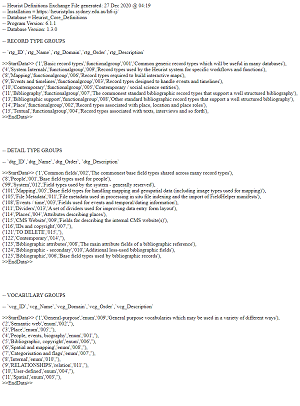 -- Heurist Definitions Exchange File generated: 27 Dec 2020 @ 04:19
-- Installation = https://heuristplus.sydney.edu.au/h6-ij/
-- Database = Heurist_Core_Definitions
-- Program Version: 6.1.1
-- Database Version: 1.3.0
-- RECORD TYPE GROUPS
-- `rtg_ID`,`rtg_Name`,`rtg_Domain`,`rtg_Order`,`rtg_Description`
>>StartData>> ('1','Basic record types','functionalgroup','001','Common generic record types which will be useful in many databases'),
('4','System Internals','functionalgroup','009','Record types used by the Heurist system for specific workflows and functions'),
('8','Mapping','functionalgroup','006','Record types required to build interactive maps'),
('9','Events and timelines','functionalgroup','003','Record types designed to handle events and timelines'),
('10','Contemporary','functionalgroup','005','Contemporary / social science entities'),
('11','Bibliography','functionalgroup','007','The commonest standard bibliographic record types that support a well structured bibliography'),
('13','Bibliographic support','functionalgroup','008','Other standard bibliographic record types that support a well structured bibliography'),
('14','Places','functionalgroup','002','Record types associated with place, location and place roles'),
('15','Textual','functionalgroup','004','Record types associated with texts, interviews and so forth'),
>>EndData>>
-- DETAIL TYPE GROUPS
-- `dtg_ID`,`dtg_Name`,`dtg_Order`, `dtg_Description`
>>StartData>> ('1','Common fields','002','The commonest base field types shared across many record types'),
('8','People','003','Base field types used for people'),
('99','System','012','Field types used by the system - generally reserved'),
('101','Mapping','005','Base field types for handling mapping and geospatial data (including image types used for mapping)'),
('103','File Metadata','010','File metadata used in processing in situ file indexing and the import of FieldHelper manifests'),
('108','Events / time','009','Fields used for events and temporal dating information'),
('111','Dividers','013','A set of dividers used for improving data entry form layout'),
('114','Places','004','Attributes describing places'),
('115','CMS Website','006','Fields for describing the internal CMS website(s)'),
('116','IDs and copyright','007',''),
('121','TO DELETE','015',''),
('122','Contemporary','014',''),
('123','Bibliographic attributes','008','The main attribute fields of a bibliographic reference'),
('124','Bibliographic - secondary','010','Additional less-used bibliographic fields'),
('125','Bibliographic','006','Base field types used by bibliographic records'),
>>EndData>>
-- VOCABULARY GROUPS
-- `vcg_ID`,`vcg_Name`,`vcg_Domain`,`vcg_Order`,`vcg_Description`
>>StartData>> ('1','General-purpose','enum','008','General purpose vocabularies which may be used in a variety of different ways'),
('2','Semantic web','enum','002',''),
('3','Place','enum','005',''),
('4','People, events, biography','enum','001',''),
('5','Bibliographic, copyright','enum','006',''),
('6','Spatial and mapping','enum','008',''),
('7','Categorisation and flags','enum','007',''),
('8','Internal','enum','010',''),
('9','RELATIONSHIPS','relation','011',''),
('10','User-defined','enum','004',''),
('11','Spatial','enum','003',''),
>>EndData>>